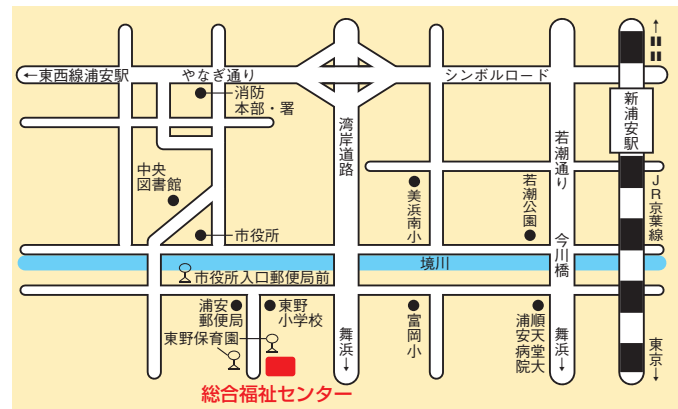 ←東西線浦安駅
やなぎ通り
シンボルロード
消防
本部・署
湾岸道路
若潮通り
新浦安駅
中央
図書館
美浜南小
若潮公園
JR京葉線
市役所
今川橋
境川
市役所入口郵便局前
浦安
郵便局
東野
小学校
富岡小
順天堂大
浦安病院
舞浜→
舞浜→
東京→
東野保育園
総合福祉センター